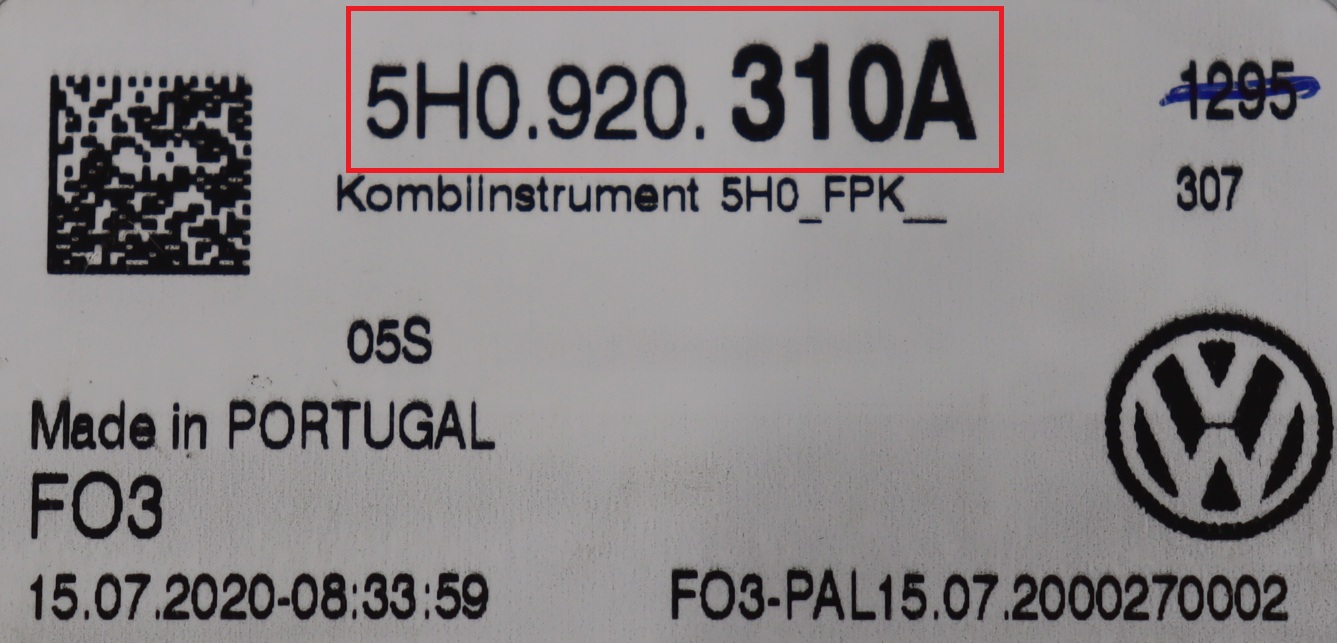 5H0.920.310A 1295
Kombiinstrument 5H0_FPK__ 307
05S
Made in PORTUGAL
FO3
15.07.2020-08:33:59 FO3-PAL15.07.2000270002